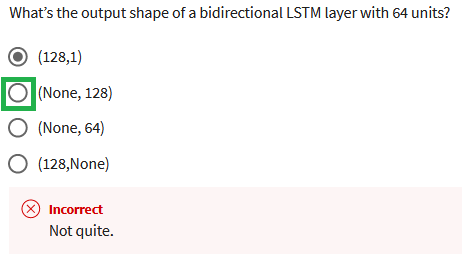 What’s the output shape of a bidirectional LSTM layer with 64 units?
(128,1)
(None, 128)
(None, 64)
(128,None)
Incorrect
Not quite.